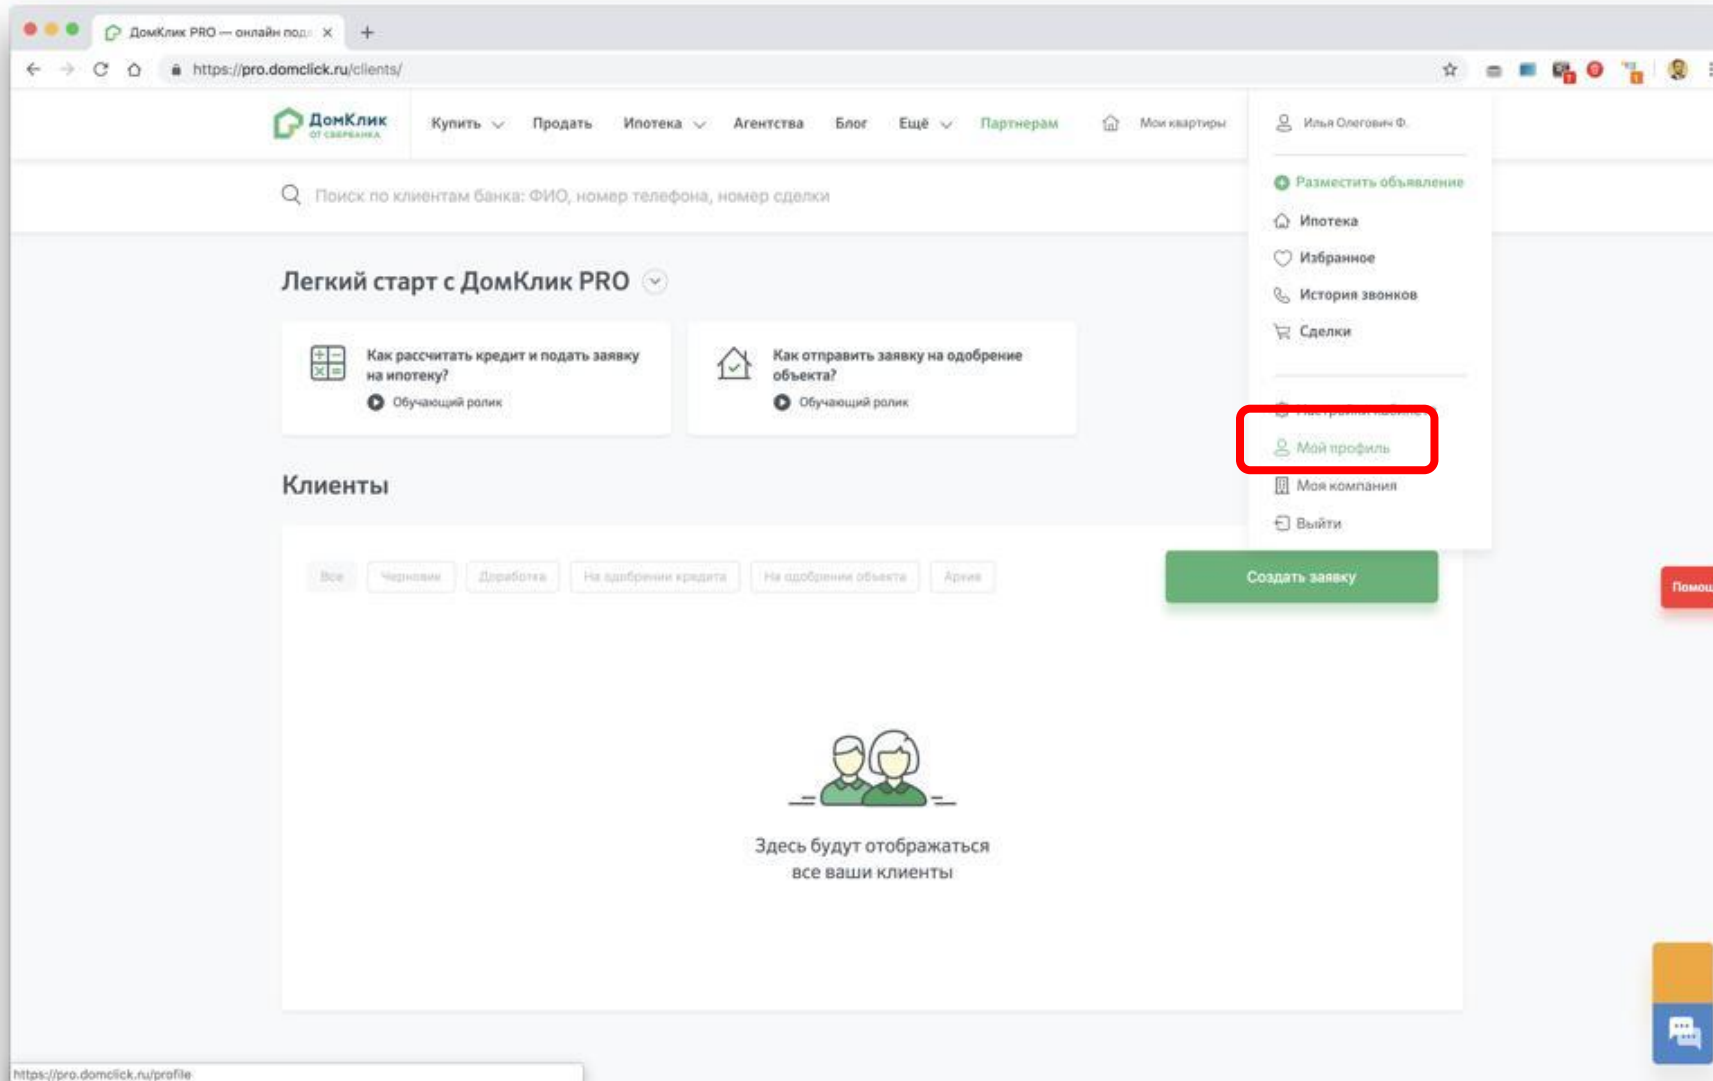 ДомКлик PRO — онлайн под
https://pro.domclick.ru/clients/
ДомКлик
ОТ СБЕРБАНКА
Купить
Продать
Ипотека
Агентства
Блог
Ещё
Партнерам
Мои квартиры
Илья Олегович Ф.
Поиск по клиентам банка: ФИО, номер телефона, номер сделки
Разместить объявление
Ипотека
Избранное
История звонков
Сделки
Настройки
Мой профиль
Моя компания
Выйти
Легкий старт с ДомКлик PRO
Как рассчитать кредит и подать заявку
на ипотеку?
Обучающий ролик
Как отправить заявку на одобрение
объекта?
Обучающий ролик
Клиенты
Все
Черновик
Доработка
На одобрении кредита
На одобрении объекта
Архив
Создать заявку
Помощ
Здесь будут отображаться
все ваши клиенты
https://pro.domclick.ru/profile